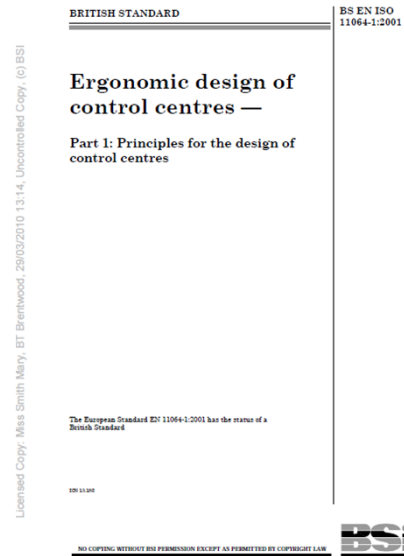 BRITISH STANDARD
BS EN ISO
11064-1:2001
Ergonomic design of
control centres —
Part 1: Principles for the design of
control centres
The European Standard EN 11064-1:2001 has the status of a
British Standard
NO COPYING WITHOUT BSI PERMISSION EXCEPT AS PERMITTED BY COPYRIGHT LAW
BSI
Licensed Copy: Miss Smith Mary, BT Brentwood, 29/03/2010 13:14, Uncontrolled Copy, (c) BSI